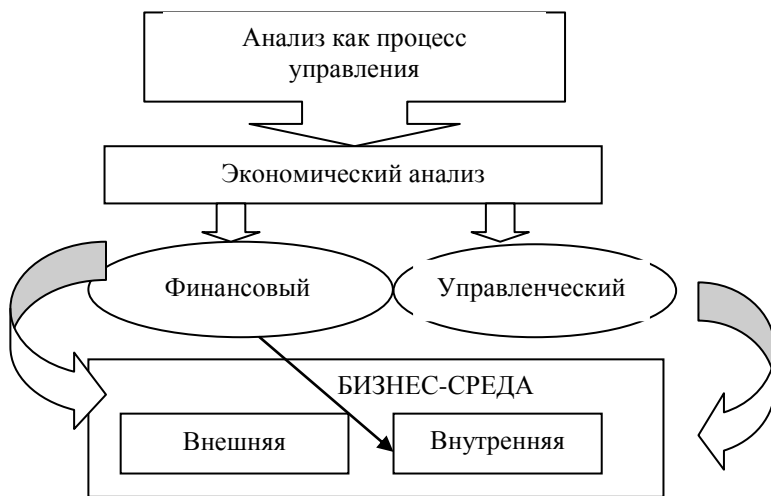 Анализ как процесс
управления
Экономический анализ
Финансовый
Управленческий
БИЗНЕС-СРЕДА
Внешняя
Внутренняя